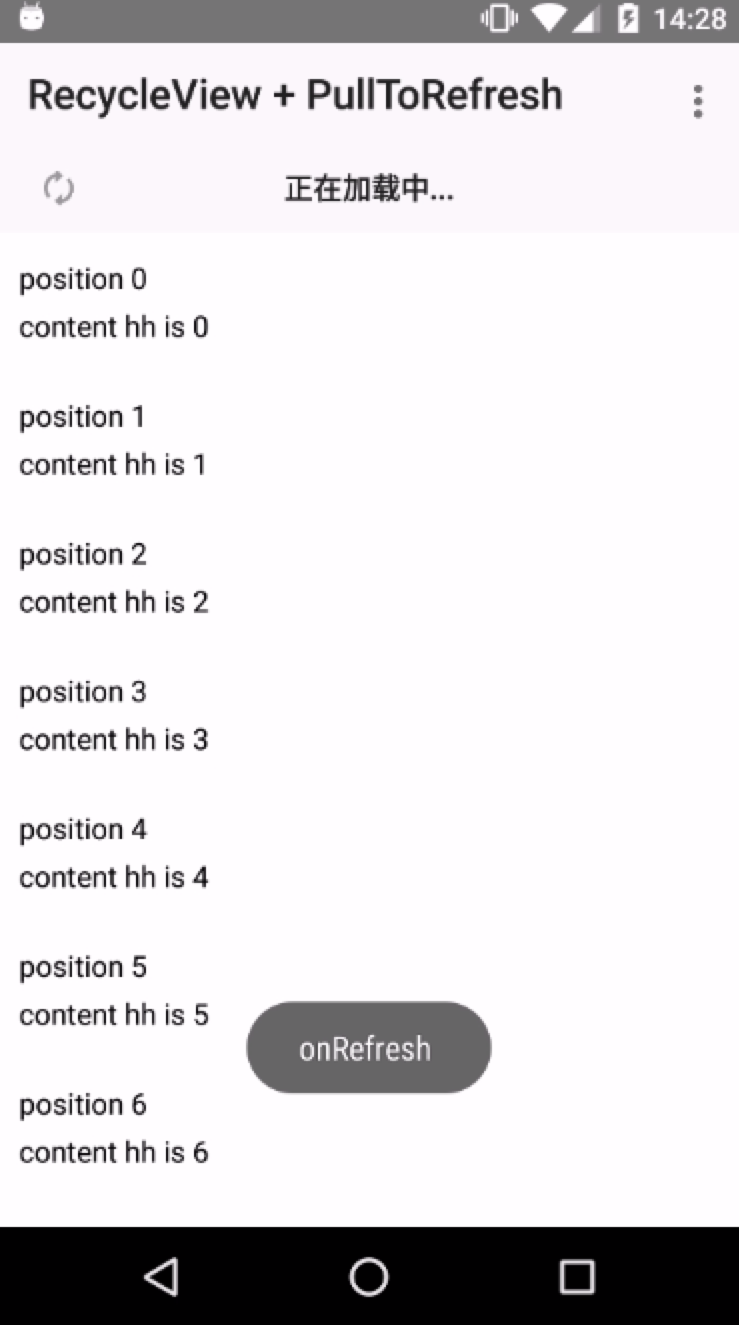 14:28
RecycleView + PullToRefresh
正在加载中...
position 0
content hh is 0
position 1
content hh is 1
position 2
content hh is 2
position 3
content hh is 3
position 4
content hh is 4
position 5
content hh is 5
onRefresh
position 6
content hh is 6